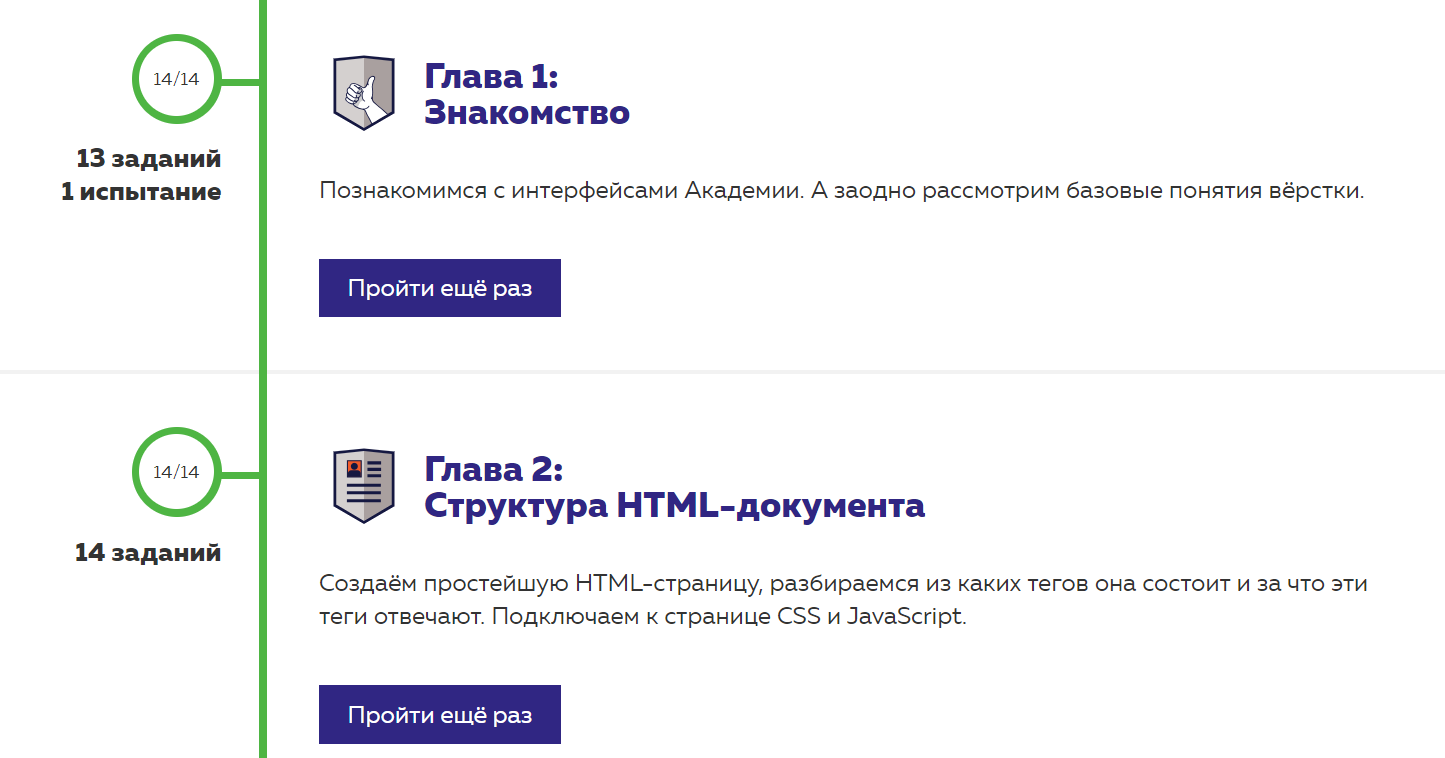 14/14
13 заданий
1 испытание
Глава 1:
Знакомство
Познакомимся с интерфейсами Академии. А заодно рассмотрим базовые понятия вёрстки.
Пройти ещё раз
14/14
14 заданий
Глава 2:
Структура HTML-документа
Создаём простейшую HTML-страницу, разбираемся из каких тегов она состоит и за что эти
теги отвечают. Подключаем к странице CSS и JavaScript.
Пройти ещё раз